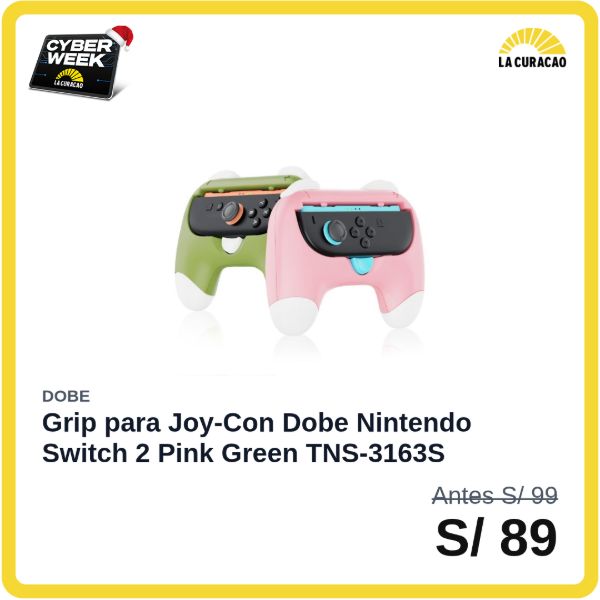 CYBER
WEEK
LA CURACAO
LA CURACAO
DOBE
Grip para Joy-Con Dobe Nintendo
Switch 2 Pink Green TNS-3163S
Antes S/ 99
S/ 89